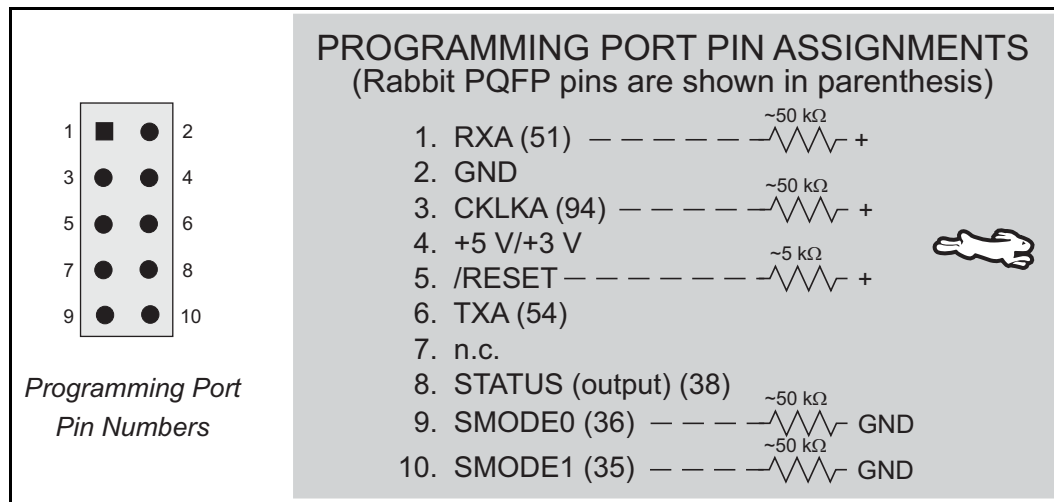 PROGRAMMING PORT PIN ASSIGNMENTS
(Rabbit PQFP pins are shown in parenthesis)
1 2
3 4
5 6
7 8
9 10
Programming Port
Pin Numbers
~50 kΩ
1. RXA (51) +
2. GND
~50 kΩ
3. CKLKA (94) +
4. +5 V/+3 V
~5 kΩ
5. /RESET +
6. TXA (54)
7. n.c.
8. STATUS (output) (38)
~50 kΩ
9. SMODE0 (36) GND
~50 kΩ
10. SMODE1 (35) GND